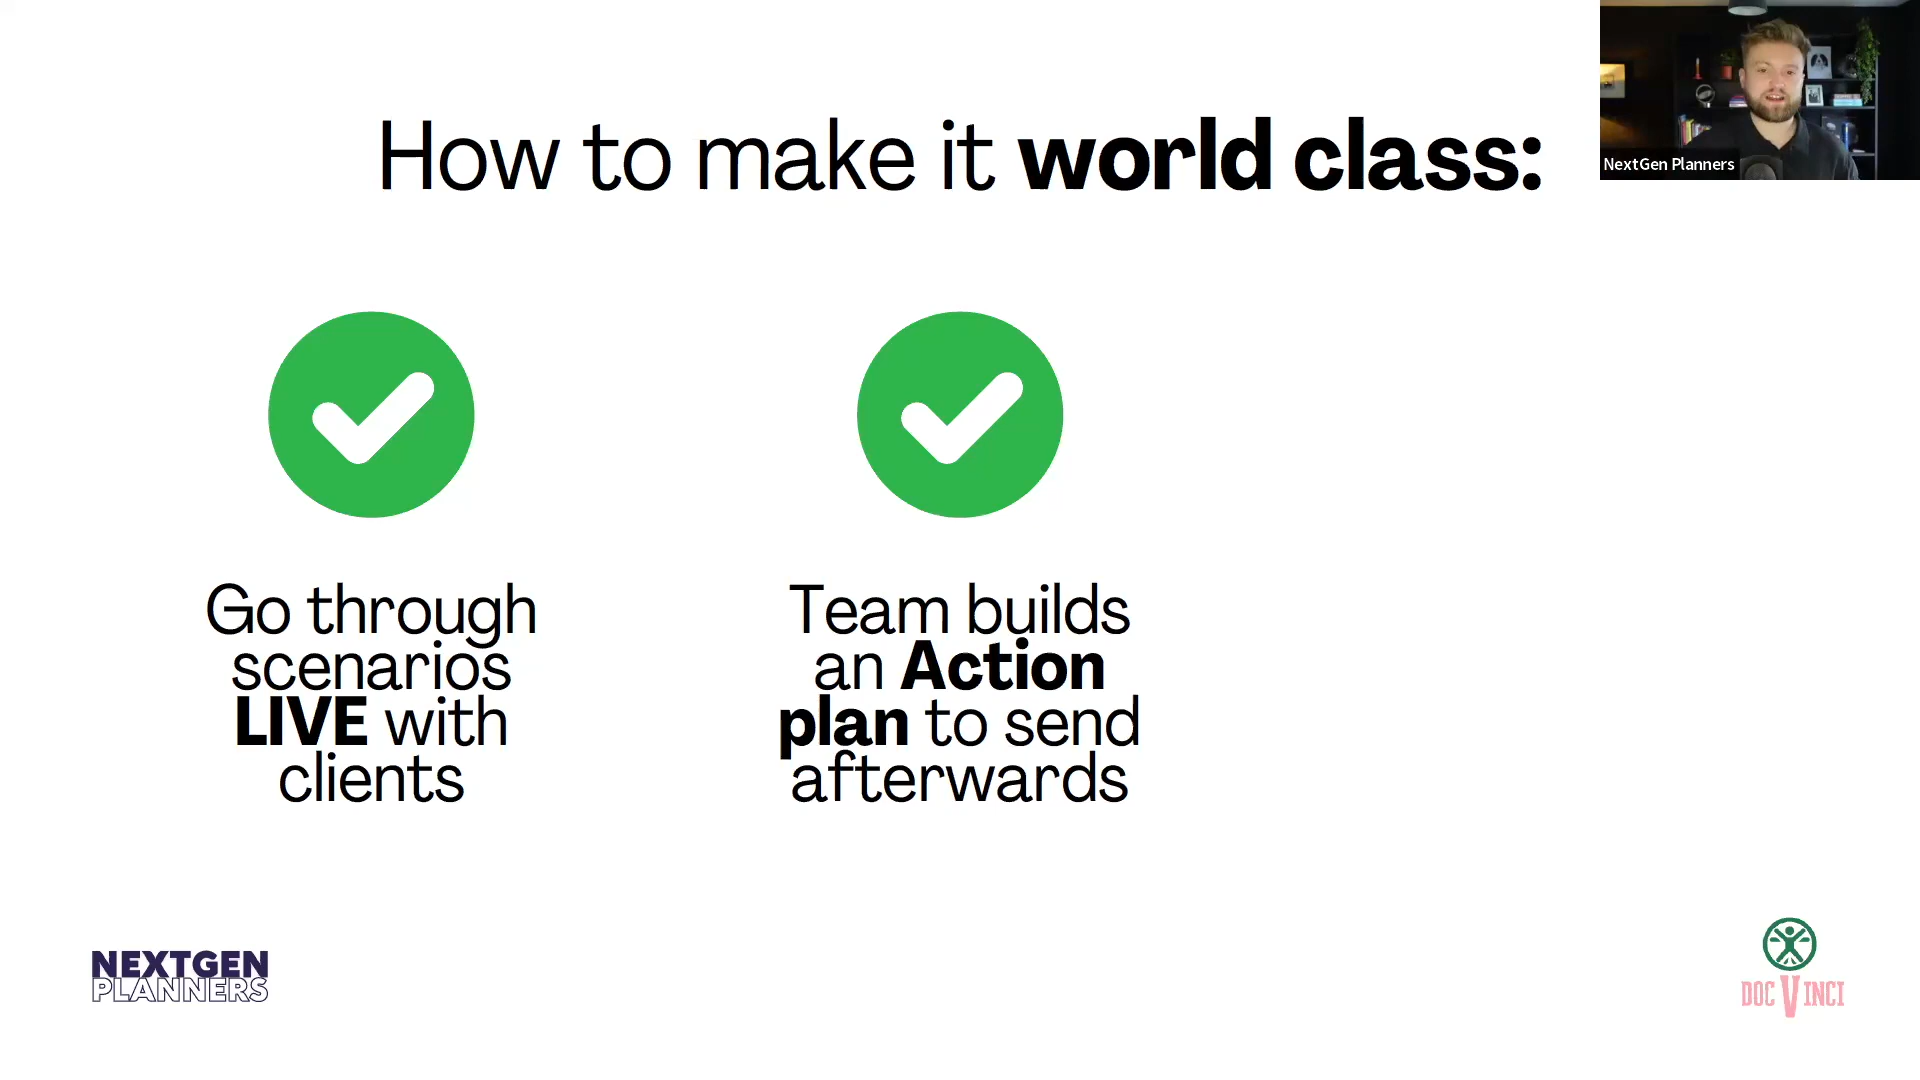 How to make it world class:
NextGen Planners
Go through
scenarios
LIVE with
clients
Team builds
an Action
plan to send
afterwards
NEXTGEN
PLANNERS
DOC VINCI